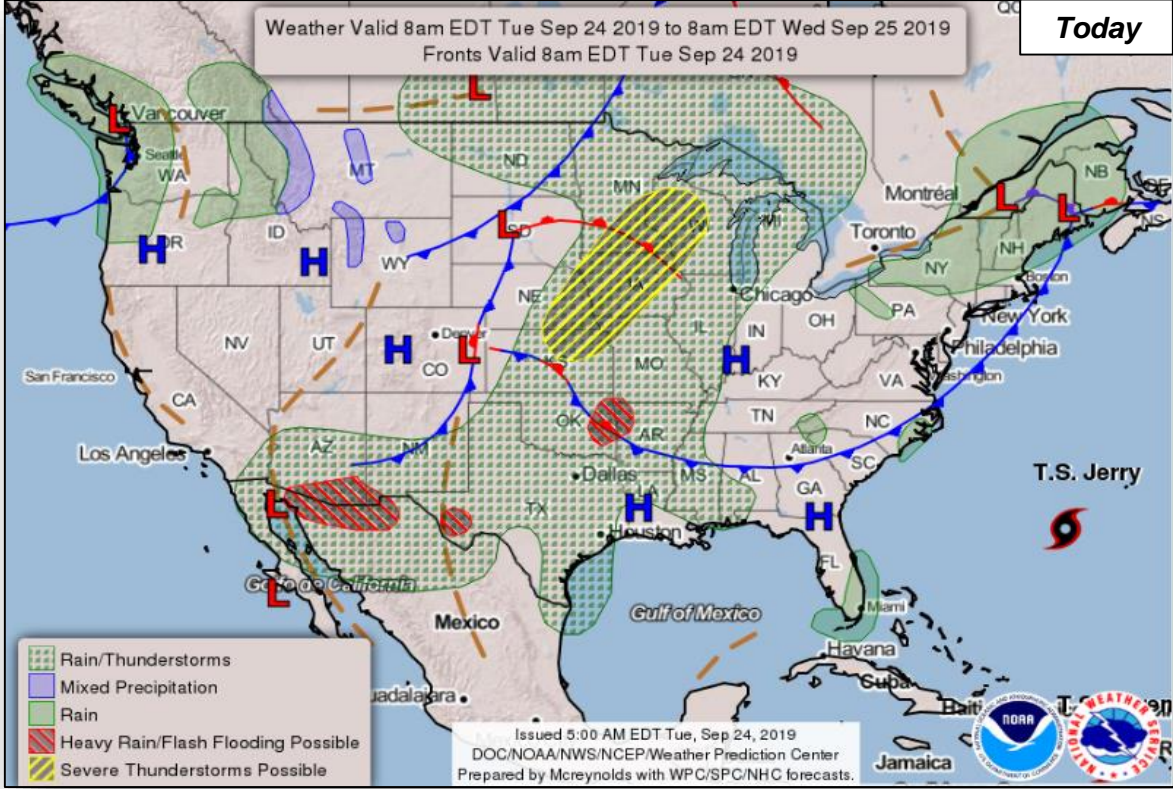 Today
Weather Valid 8am EDT Tue Sep 24 2019 to 8am EDT Wed Sep 25 2019
Fronts Valid 8am EDT Tue Sep 24 2019
L
L
Vancouver
Seattle
WA
MT
ND
MN
MI
Montréal
NB
L
L
NS
H
OR
ID
H
WY
L
SD
Toronto
NY
NH
Boston
NE
IA
Chicago
PA
New York
NV
UT
H
Denver
CO
L
KS
IL
IN
OH
H
Philadelphia
San Francisco
CA
MO
KY
VA
Washington
Los Angeles
AZ
NM
OK
AR
TN
NC
Atlanta
SC
Dallas
MS
AL
GA
T.S. Jerry
L
TX
LA
H
Houston
H
FL
L
Golfo de California
Mexico
Gulf of Mexico
Miami
Havana
Cuba
Rain/Thunderstorms
Mixed Precipitation
Rain
Heavy Rain/Flash Flooding Possible
Severe Thunderstorms Possible
uadalajara
Issued 5:00 AM EDT Tue, Sep 24, 2019
DOC/NOAA/NWS/NCEP/Weather Prediction Center
Prepared by Mcreynolds with WPC/SPC/NHC forecasts.
Haiti
Jamaica
NOAA
NATIONAL WEATHER SERVICE